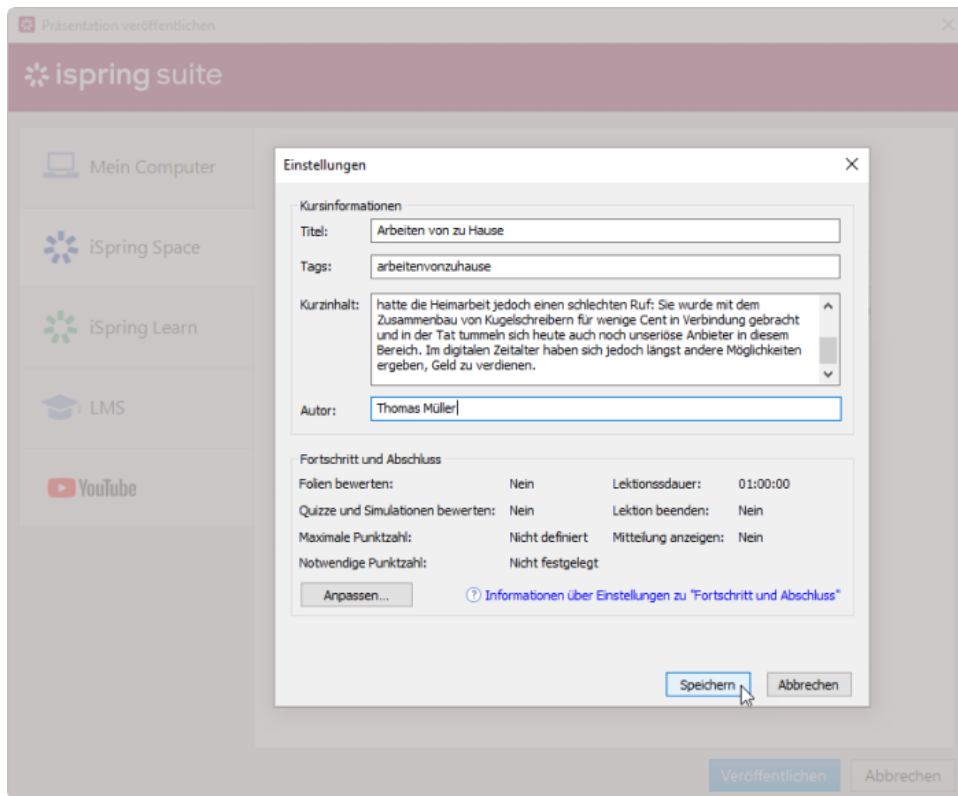 Präsentation veröffentlichen
ispring suite
Mein Computer
iSpring Space
iSpring Learn
LMS
YouTube
Einstellungen
Kursinformationen
Titel: Arbeiten von zu Hause
Tags: arbeitenvonzuhause
Kurzinhalt: hatte die Heimarbeit jedoch einen schlechten Ruf: Sie wurde mit dem
Zusammenbau von Kugelschreibern für wenige Cent in Verbindung gebracht
und in der Tat tummeln sich heute auch noch unseriöse Anbieter in diesem
Bereich. Im digitalen Zeitalter haben sich jedoch längst andere Möglichkeiten
ergeben, Geld zu verdienen.
Autor: Thomas Müller
Fortschritt und Abschluss
Folien bewerten: Nein Lektionssdauer: 01:00:00
Quizze und Simulationen bewerten: Nein Lektion beenden: Nein
Maximale Punktzahl: Nicht definiert Mitteilung anzeigen: Nein
Notwendige Punktzahl: Nicht festgelegt
Anpassen... ? Informationen über Einstellungen zu "Fortschritt und Abschluss"
Speichern Abbrechen
Veröffentlichen Abbrechen